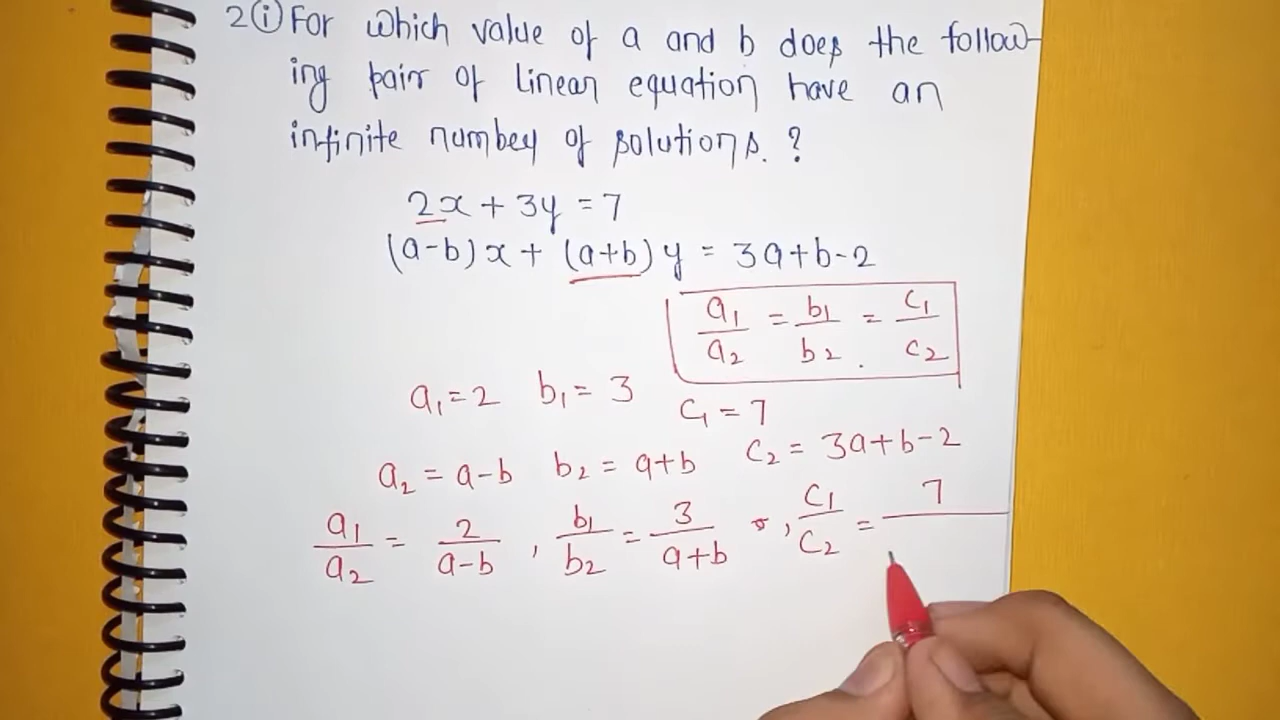 2 ⓘ For which value of a and b does the follow-
ing pair of linear equation have an
infinite number of solutions. ?
2x + 3y = 7
(a-b)x + (a+b)y = 3a+b-2
a₁/a₂ = b₁/b₂ = c₁/c₂
a₁ = 2 b₁ = 3 c₁ = 7
a₂ = a-b b₂ = a+b c₂ = 3a+b-2
a₁/a₂ = 2/(a-b) , b₁/b₂ = 3/(a+b) , c₁/c₂ = 7/